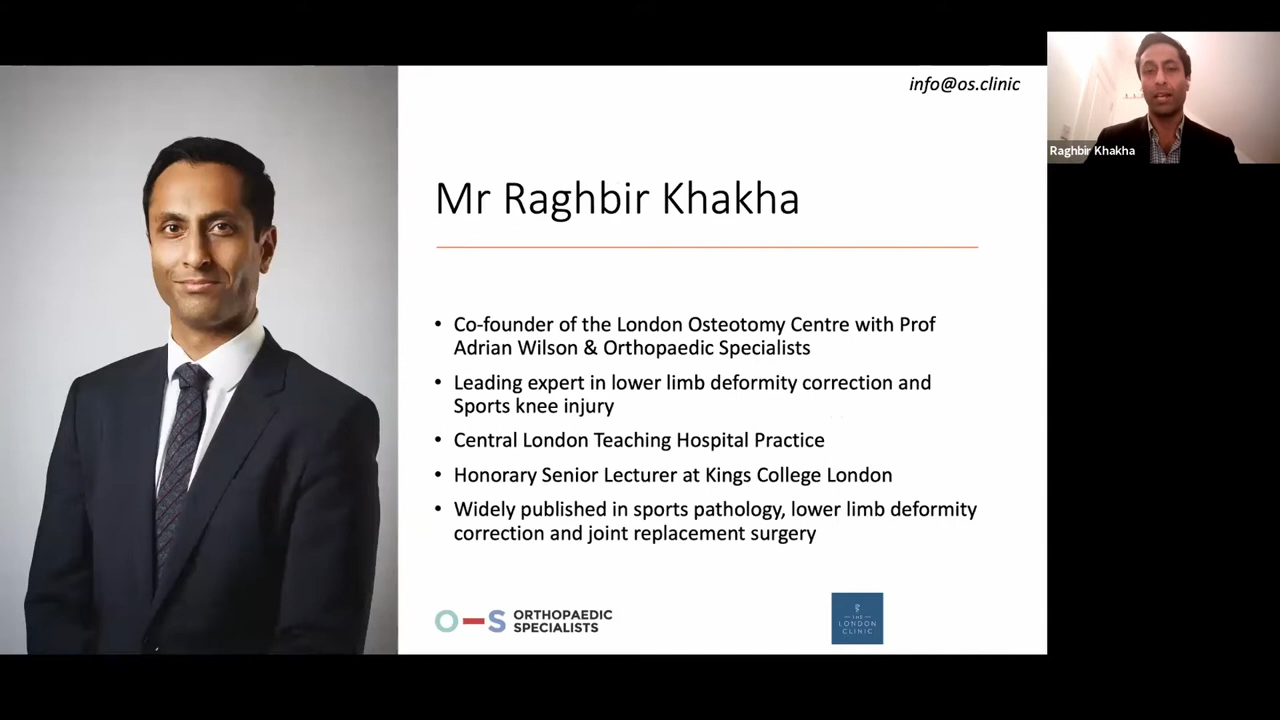 info@os.clinic
Raghbir Khakha
Mr Raghbir Khakha
• Co-founder of the London Osteotomy Centre with Prof
Adrian Wilson & Orthopaedic Specialists
• Leading expert in lower limb deformity correction and
Sports knee injury
• Central London Teaching Hospital Practice
• Honorary Senior Lecturer at Kings College London
• Widely published in sports pathology, lower limb deformity
correction and joint replacement surgery
O–S ORTHOPAEDIC
SPECIALISTS
THE
LONDON
CLINIC